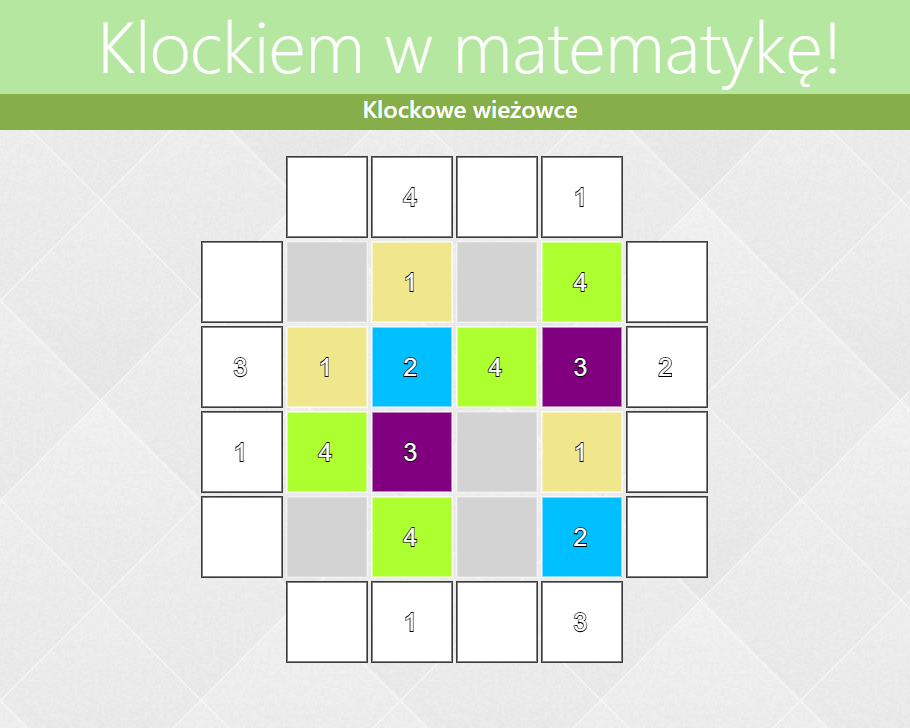 Klockiem w matematykę!
Klockowe wieżowce
4 1
1 4
3 1 2 4 3 2
1 4 3 1
4 2
1 3